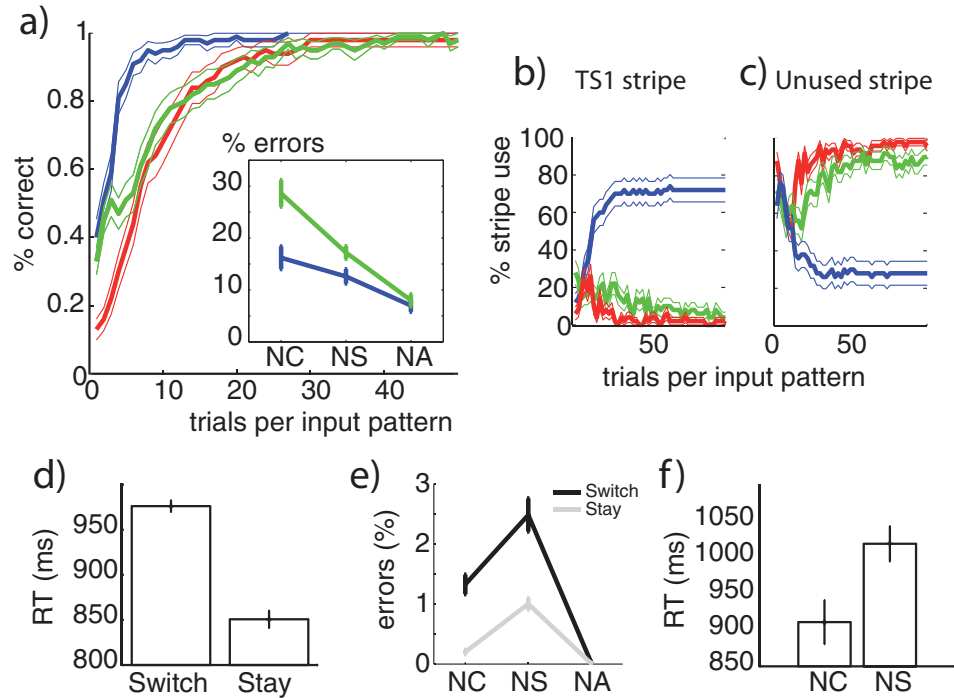 a)
% correct
1
0.8
0.6
0.4
0.2
0
0 10 20 30 40
trials per input pattern
% errors
30
20
10
0
NC NS NA
b) TS1 stripe
% stripe use
100
80
60
40
20
0
50
c) Unused stripe
0 50
trials per input pattern
d)
RT (ms)
950
900
850
800
Switch Stay
e)
errors (%)
3
2
1
0
NC NS NA
Switch
Stay
f)
RT (ms)
1050
1000
950
900
850
NC NS